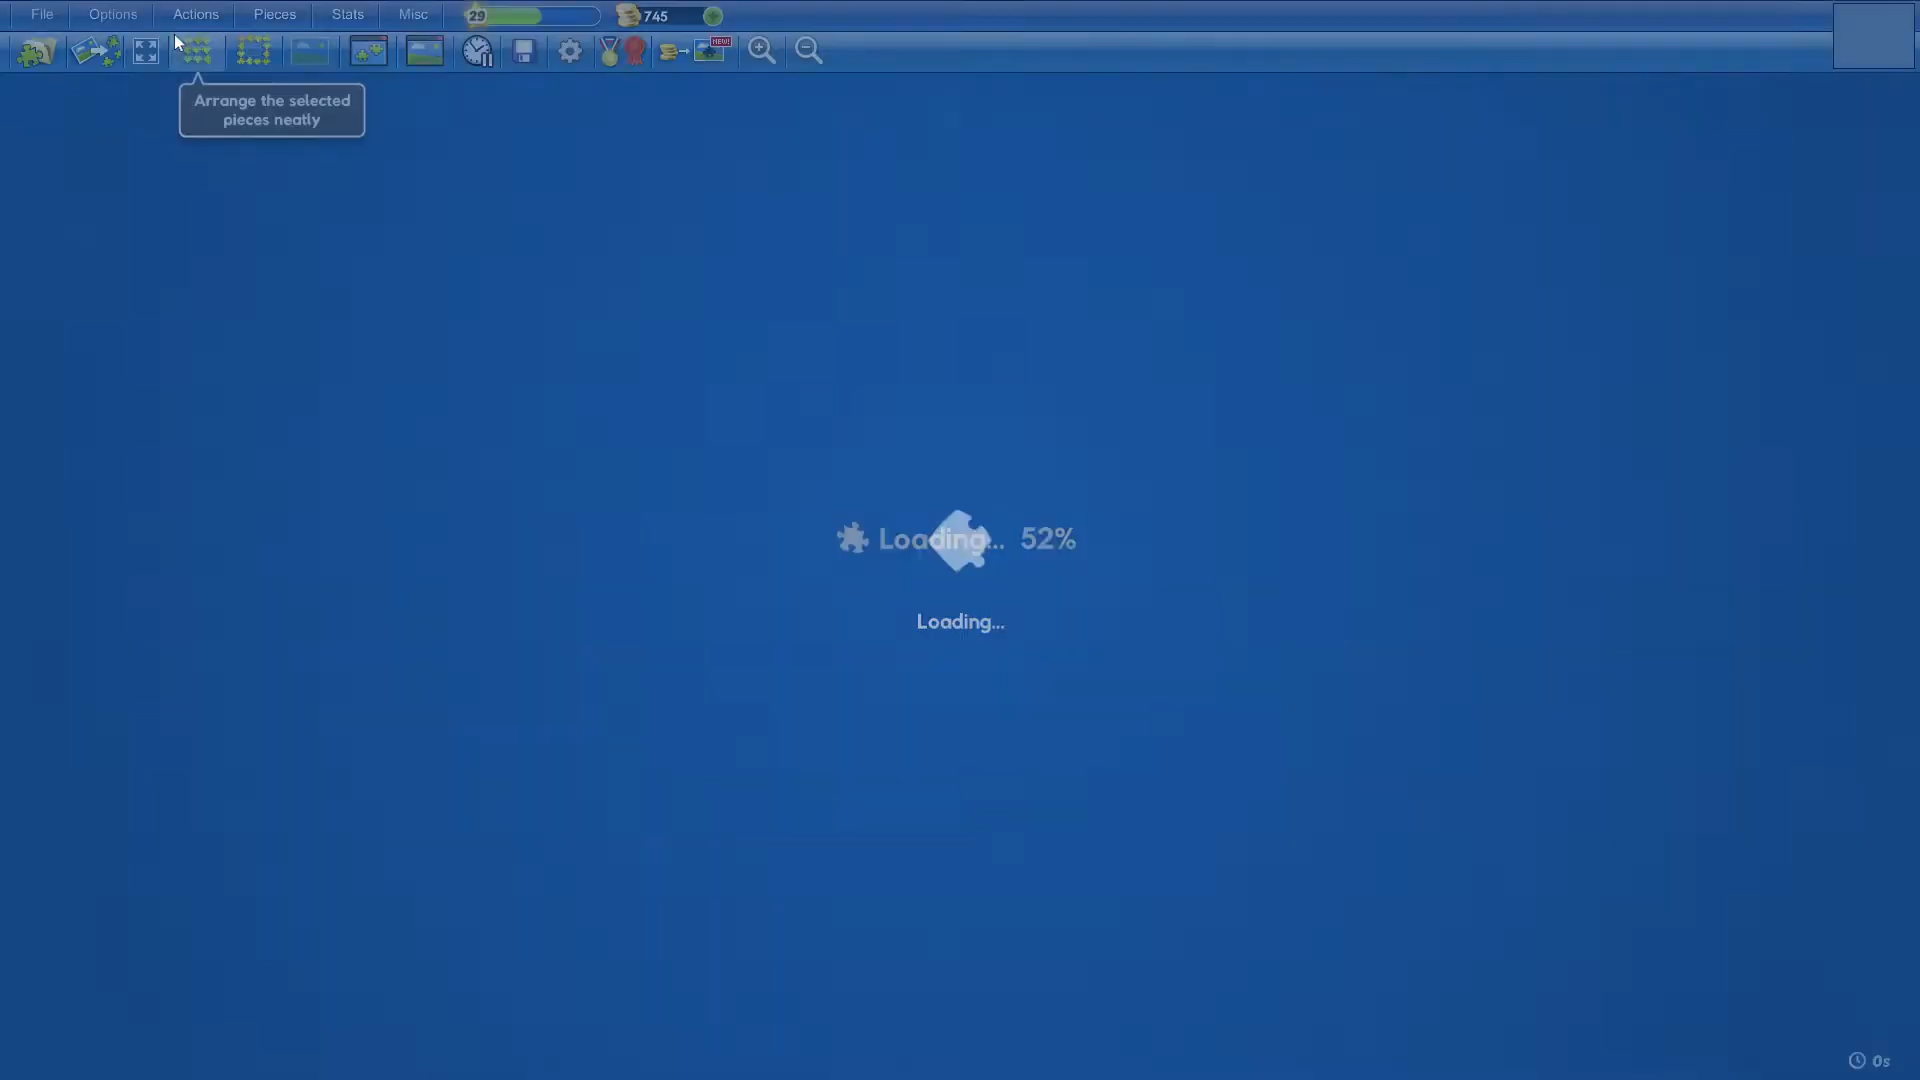 File Options Actions Pieces Stats Misc 29 745
NEW!
Arrange the selected
pieces neatly
Loading... 52%
Loading...
0s